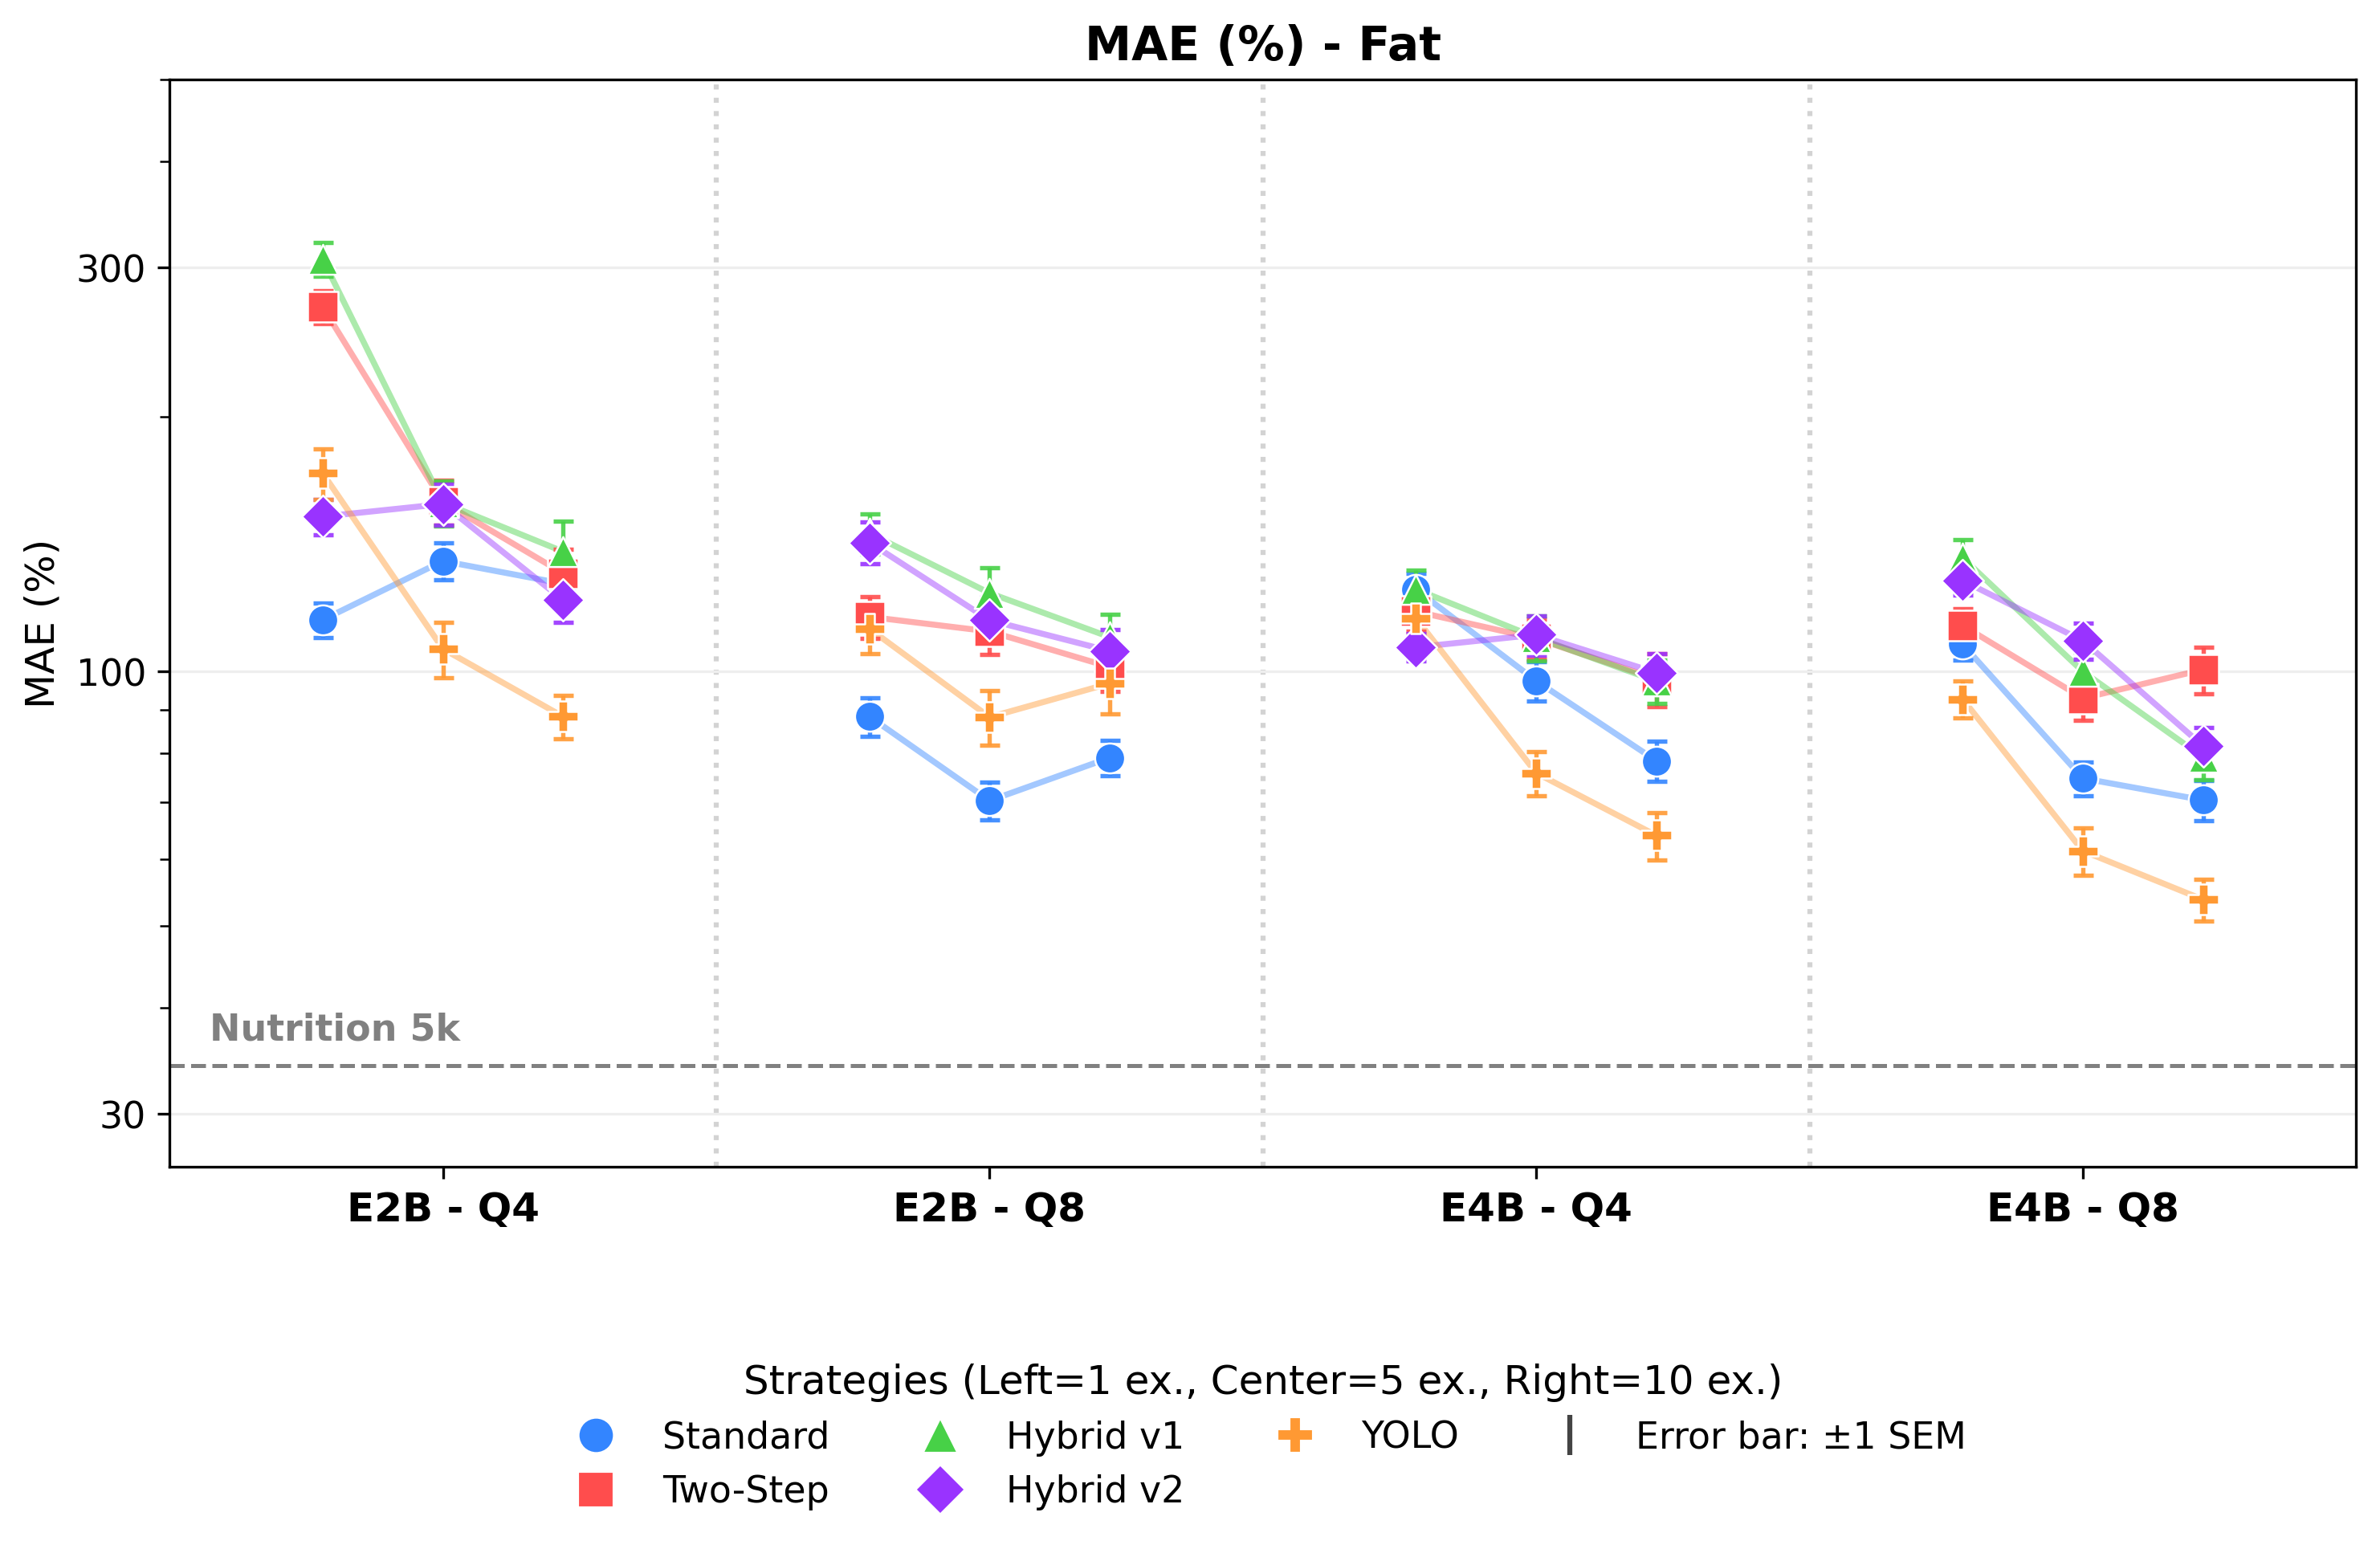 MAE (%) - Fat
MAE (%)
300
100
30
Nutrition 5k
E2B - Q4
E2B - Q8
E4B - Q4
E4B - Q8
Strategies (Left=1 ex., Center=5 ex., Right=10 ex.)
Standard
Two-Step
Hybrid v1
Hybrid v2
YOLO
Error bar: ±1 SEM